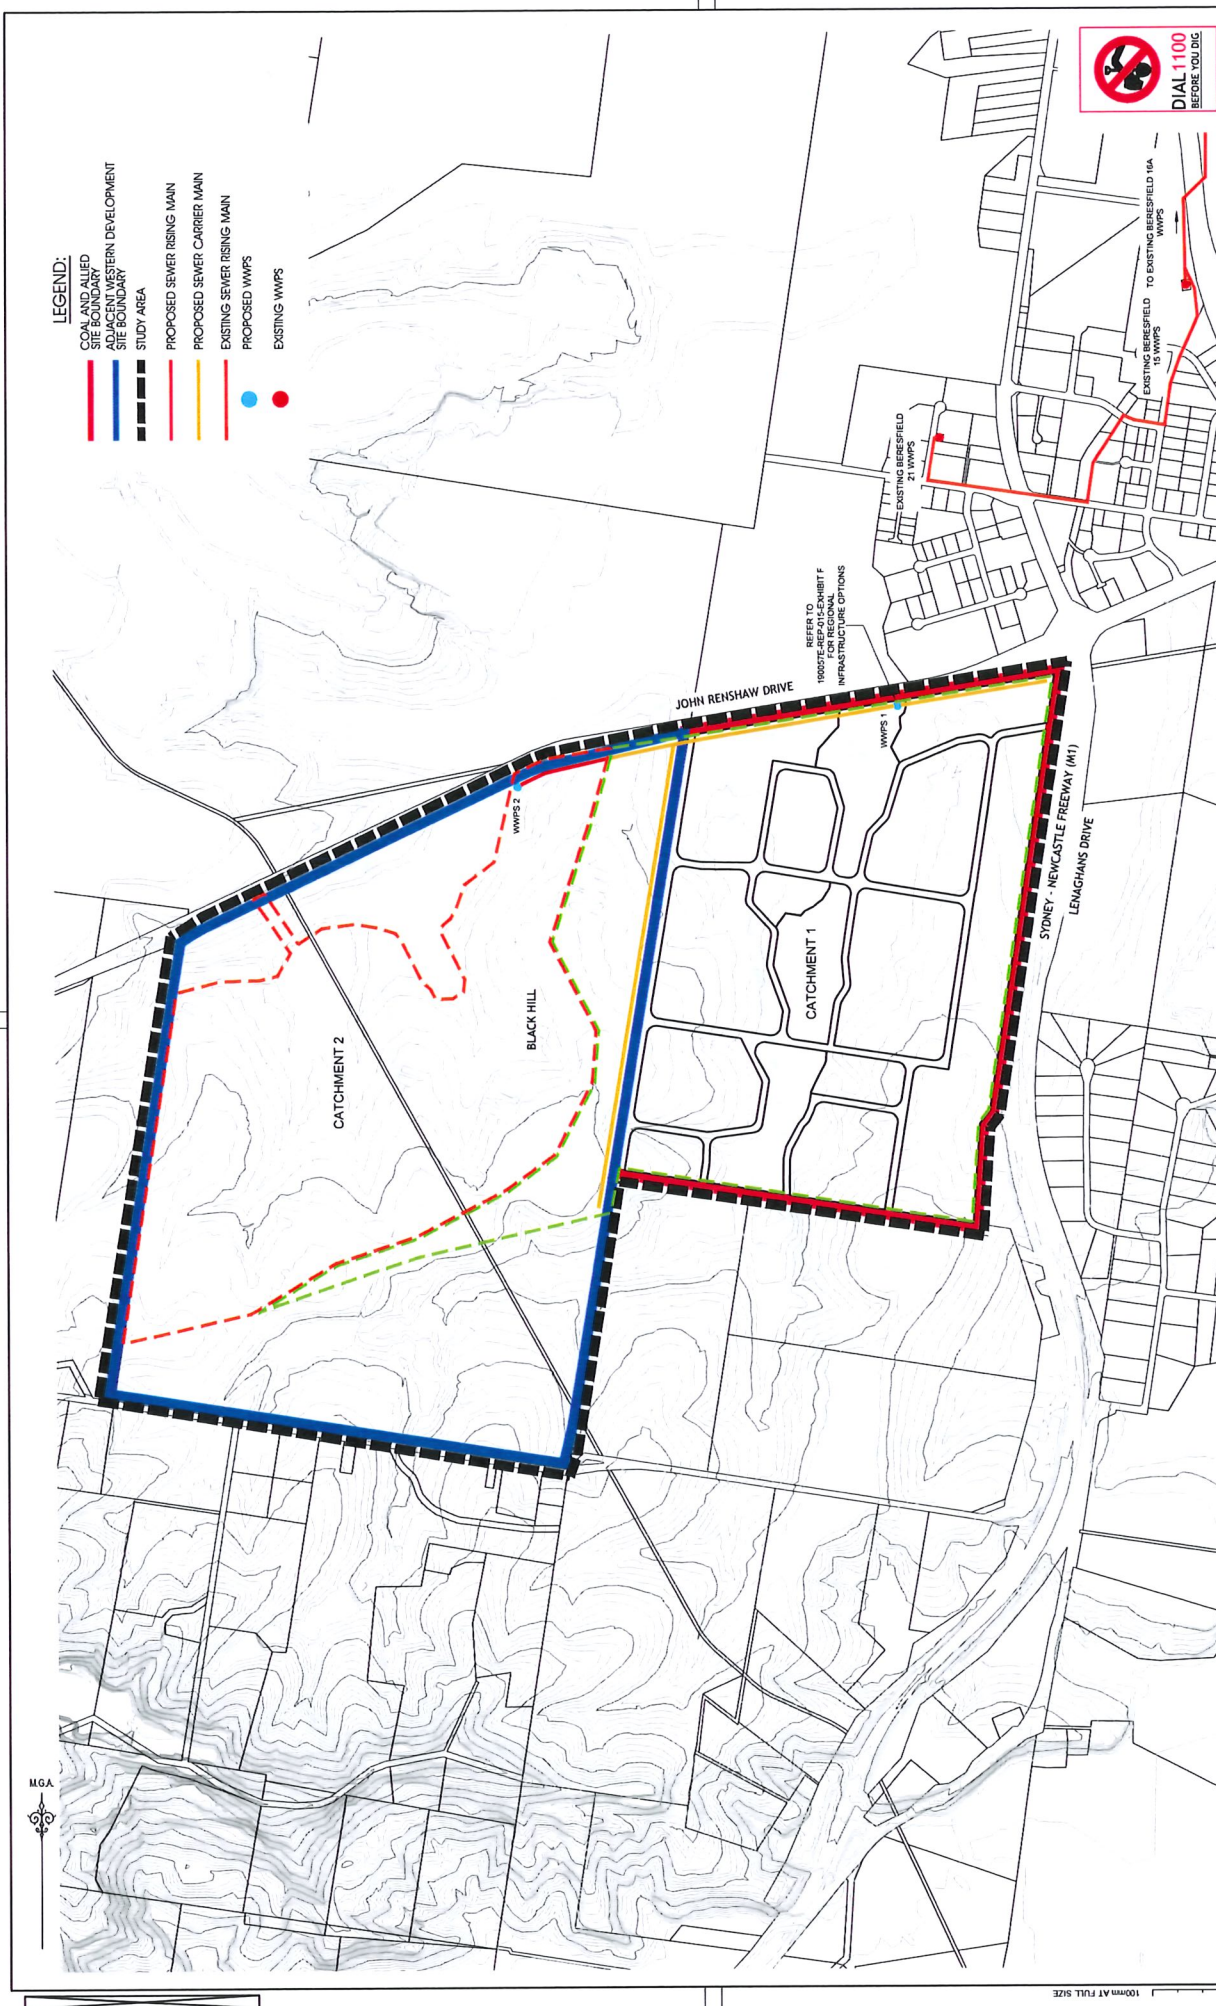 LEGEND:
COAL AND ALLIED
SITE BOUNDARY
ADJACENT WESTERN DEVELOPMENT
SITE BOUNDARY
STUDY AREA
PROPOSED SEWER RISING MAIN
PROPOSED SEWER CARRIER MAIN
EXISTING SEWER RISING MAIN
PROPOSED WWPS
EXISTING WWPS
DIAL1100
BEFORE YOU DIG
TO EXISTING BERESFIELD 16A
WWPS
EXISTING BERESFIELD
15 WWPS
EXISTING BERESFIELD
21 WWPS
REFER TO
190057E-REP-015-EXHIBIT F
FOR REGIONAL
INFRASTRUCTURE OPTIONS
JOHN RENSHAW DRIVE
WWPS 1
WWPS 2
SYDNEY - NEWCASTLE FREEWAY (M1)
LENAGHANS DRIVE
CATCHMENT 1
BLACK HILL
CATCHMENT 2
M.G.A.
100mm AT FULL SIZE